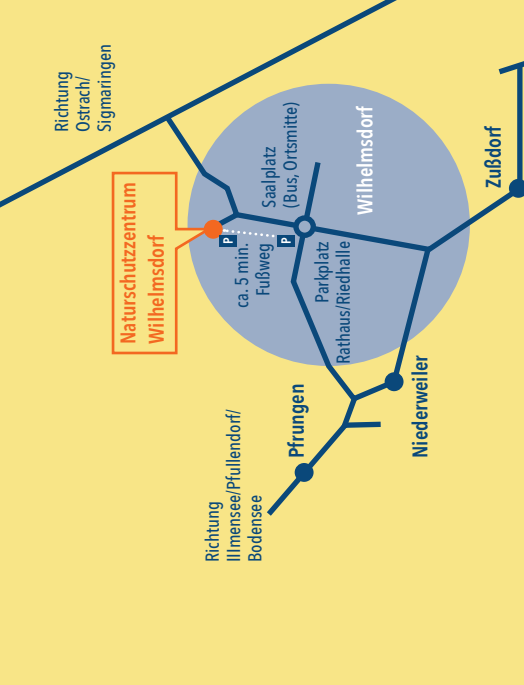 Richtung
Ostrach/
Sigmaringen
Naturschutzzentrum
Wilhelmsdorf
P
ca. 5 min.
Fußweg
P
Saalplatz
(Bus, Ortsmitte)
Parkplatz
Rathaus/Riedhalle
Wilhelmsdorf
Zußdorf
Richtung
Illmensee/Pfullendorf/
Bodensee
Pfrungen
Niederweiler